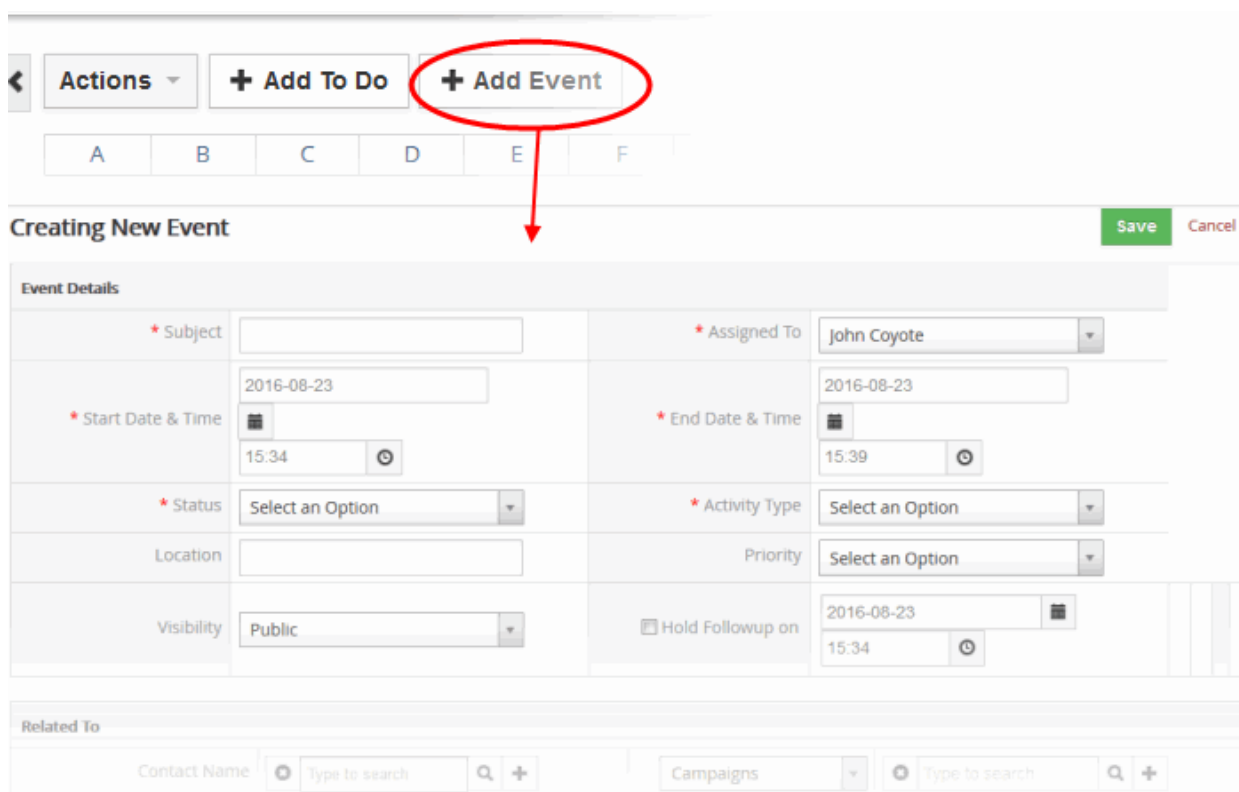 Actions + Add To Do + Add Event
A B C D E F
Creating New Event Save Cancel
Event Details
* Subject * Assigned To John Coyote
2016-08-23 2016-08-23
* Start Date & Time * End Date & Time
15:34 15:39
* Status Select an Option * Activity Type Select an Option
Location Priority Select an Option
Visibility Public Hold Followup on 2016-08-23
15:34
Related To
Contact Name Type to search Campaigns Type to search